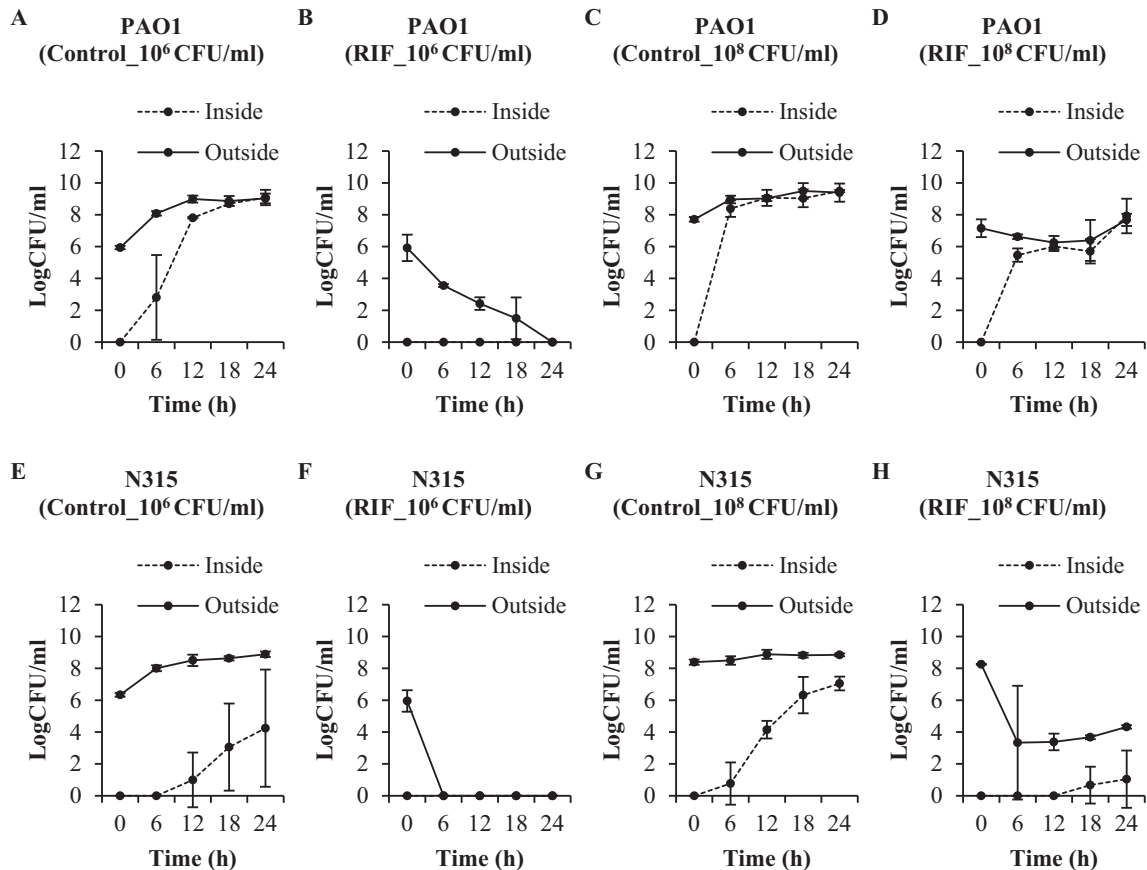 A
PAO1
(Control_10⁶ CFU/ml)
Inside
Outside
LogCFU/ml
12
10
8
6
4
2
0
0 6 12 18 24
Time (h)
B
PAO1
(RIF_10⁶ CFU/ml)
Inside
Outside
LogCFU/ml
12
10
8
6
4
2
0
0 6 12 18 24
Time (h)
C
PAO1
(Control_10⁸ CFU/ml)
Inside
Outside
LogCFU/ml
12
10
8
6
4
2
0
0 6 12 18 24
Time (h)
D
PAO1
(RIF_10⁸ CFU/ml)
Inside
Outside
LogCFU/ml
12
10
8
6
4
2
0
0 6 12 18 24
Time (h)
E
N315
(Control_10⁶ CFU/ml)
Inside
Outside
LogCFU/ml
12
10
8
6
4
2
0
0 6 12 18 24
Time (h)
F
N315
(RIF_10⁶ CFU/ml)
Inside
Outside
LogCFU/ml
12
10
8
6
4
2
0
0 6 12 18 24
Time (h)
G
N315
(Control_10⁸ CFU/ml)
Inside
Outside
LogCFU/ml
12
10
8
6
4
2
0
0 6 12 18 24
Time (h)
H
N315
(RIF_10⁸ CFU/ml)
Inside
Outside
LogCFU/ml
12
10
8
6
4
2
0
0 6 12 18 24
Time (h)